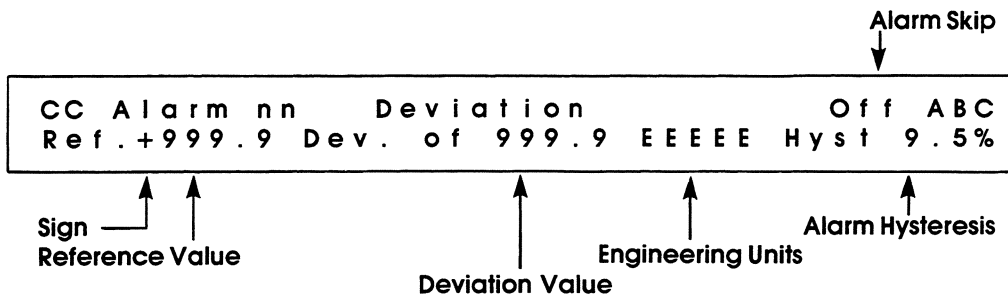 Alarm Skip
CC Alarm nn Deviation Off ABC
Ref.+999.9 Dev. of 999.9 EEEEE Hyst 9.5%
Sign
Reference Value
Deviation Value
Engineering Units
Alarm Hysteresis